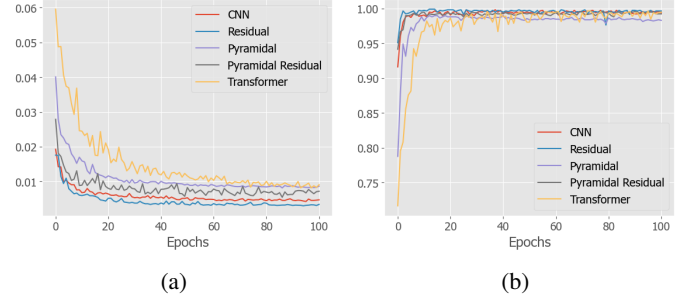 0.06
0.05
0.04
0.03
0.02
0.01
CNN
Residual
Pyramidal
Pyramidal Residual
Transformer
0 20 40 60 80 100
Epochs
(a)
1.00
0.95
0.90
0.85
0.80
0.75
CNN
Residual
Pyramidal
Pyramidal Residual
Transformer
0 20 40 60 80 100
Epochs
(b)